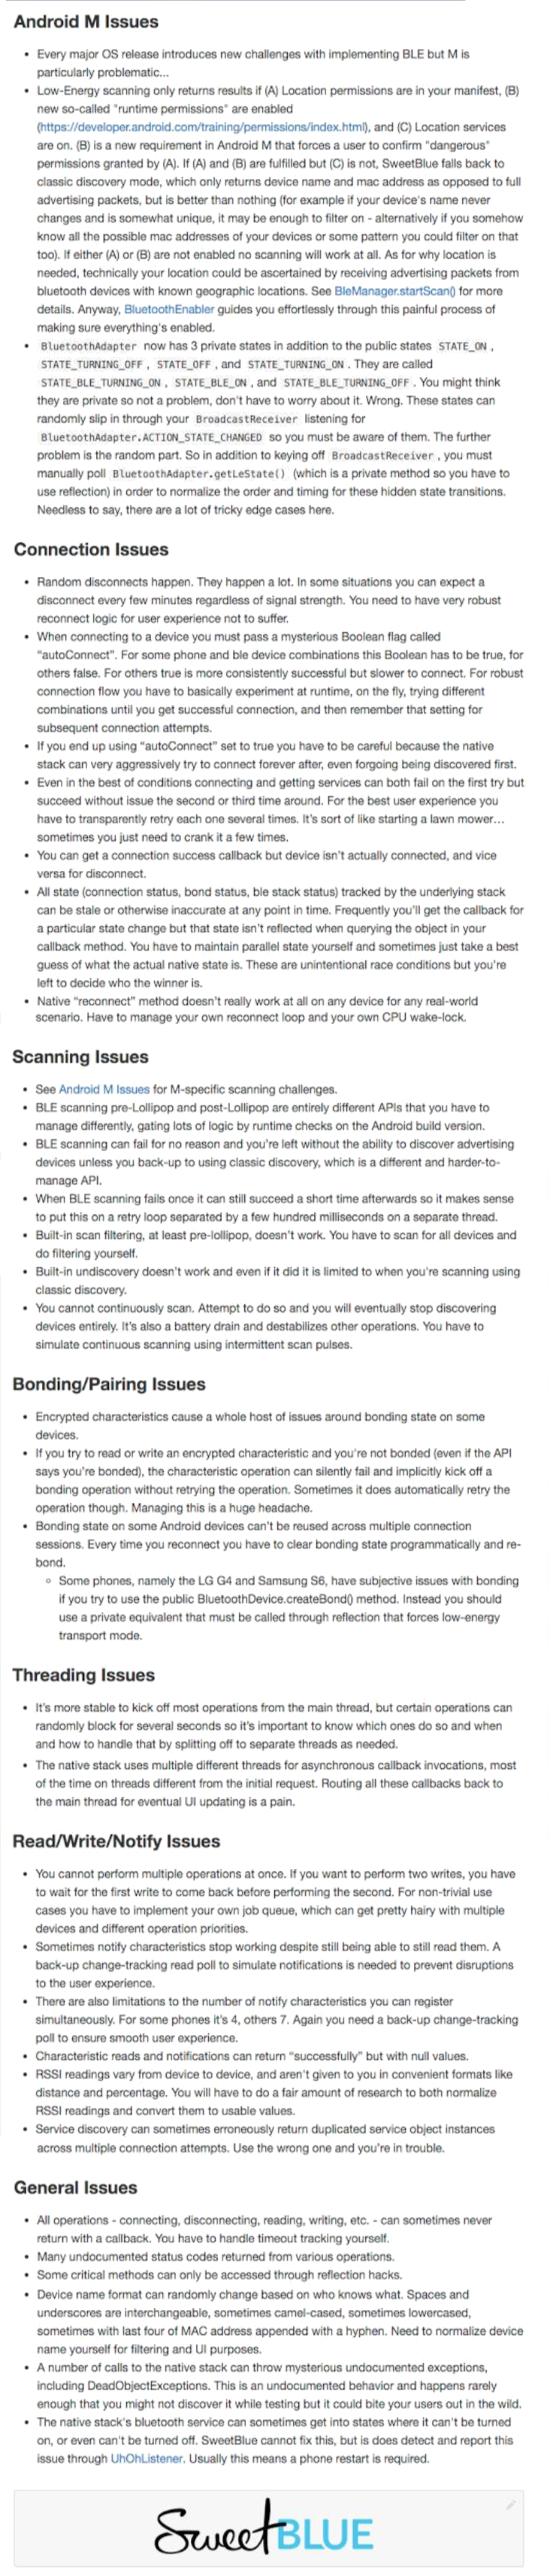 Android M Issues
• Every major OS release introduces new challenges with implementing BLE but M is
particularly problematic...
• Low-Energy scanning only returns results if (A) Location permissions are in your manifest, (B)
new so-called "runtime permissions" are enabled
(https://developer.android.com/training/permissions/index.html), and (C) Location services
are on. (B) is a new requirement in Android M that forces a user to confirm "dangerous"
permissions granted by (A). If (A) and (B) are fulfilled but (C) is not, SweetBlue falls back to
classic discovery mode, which only returns device name and mac address as opposed to full
advertising packets, but is better than nothing (for example if your device's name never
changes and is somewhat unique, it may be enough to filter on - alternatively if you somehow
know all the possible mac addresses of your devices or some pattern you could filter on that
too). If either (A) or (B) are not enabled no scanning will work at all. As for why location is
needed, technically your location could be ascertained by receiving advertising packets from
bluetooth devices with known geographic locations. See BleManager.startScan() for more
details. Anyway, BluetoothEnabler guides you effortlessly through this painful process of
making sure everything's enabled.
• BluetoothAdapter now has 3 private states in addition to the public states STATE_ON ,
STATE_TURNING_OFF , STATE_OFF , and STATE_TURNING_ON . They are called
STATE_BLE_TURNING_ON , STATE_BLE_ON , and STATE_BLE_TURNING_OFF . You might think
they are private so not a problem, don't have to worry about it. Wrong. These states can
randomly slip in through your BroadcastReceiver listening for
BluetoothAdapter.ACTION_STATE_CHANGED so you must be aware of them. The further
problem is the random part. So in addition to keying off BroadcastReceiver , you must
manually poll BluetoothAdapter.getLeState() (which is a private method so you have to
use reflection) in order to normalize the order and timing for these hidden state transitions.
Needless to say, there are a lot of tricky edge cases here.
Connection Issues
• Random disconnects happen. They happen a lot. In some situations you can expect a
disconnect every few minutes regardless of signal strength. You need to have very robust
reconnect logic for user experience not to suffer.
• When connecting to a device you must pass a mysterious Boolean flag called
"autoConnect". For some phone and ble device combinations this Boolean has to be true, for
others false. For others true is more consistently successful but slower to connect. For robust
connection flow you have to basically experiment at runtime, on the fly, trying different
combinations until you get successful connection, and then remember that setting for
subsequent connection attempts.
• If you end up using "autoConnect" set to true you have to be careful because the native
stack can very aggressively try to connect forever after, even forgoing being discovered first.
• Even in the best of conditions connecting and getting services can both fail on the first try but
succeed without issue the second or third time around. For the best user experience you
have to transparently retry each one several times. It's sort of like starting a lawn mower…
sometimes you just need to crank it a few times.
• You can get a connection success callback but device isn't actually connected, and vice
versa for disconnect.
• All state (connection status, bond status, ble stack status) tracked by the underlying stack
can be stale or otherwise inaccurate at any point in time. Frequently you'll get the callback for
a particular state change but that state isn't reflected when querying the object in your
callback method. You have to maintain parallel state yourself and sometimes just take a best
guess of what the actual native state is. These are unintentional race conditions but you're
left to decide who the winner is.
• Native "reconnect" method doesn't really work at all on any device for any real-world
scenario. Have to manage your own reconnect loop and your own CPU wake-lock.
Scanning Issues
• See Android M Issues for M-specific scanning challenges.
• BLE scanning pre-Lollipop and post-Lollipop are entirely different APIs that you have to
manage differently, gating lots of logic by runtime checks on the Android build version.
• BLE scanning can fail for no reason and you're left without the ability to discover advertising
devices unless you back-up to using classic discovery, which is a different and harder-to-
manage API.
• When BLE scanning fails once it can still succeed a short time afterwards so it makes sense
to put this on a retry loop separated by a few hundred milliseconds on a separate thread.
• Built-in scan filtering, at least pre-lollipop, doesn't work. You have to scan for all devices and
do filtering yourself.
• Built-in undiscovery doesn't work and even if it did it is limited to when you're scanning using
classic discovery.
• You cannot continuously scan. Attempt to do so and you will eventually stop discovering
devices entirely. It's also a battery drain and destabilizes other operations. You have to
simulate continuous scanning using intermittent scan pulses.
Bonding/Pairing Issues
• Encrypted characteristics cause a whole host of issues around bonding state on some
devices.
• If you try to read or write an encrypted characteristic and you're not bonded (even if the API
says you're bonded), the characteristic operation can silently fail and implicitly kick off a
bonding operation without retrying the operation. Sometimes it does automatically retry the
operation though. Managing this is a huge headache.
• Bonding state on some Android devices can't be reused across multiple connection
sessions. Every time you reconnect you have to clear bonding state programmatically and re-
bond.
◦ Some phones, namely the LG G4 and Samsung S6, have subjective issues with bonding
if you try to use the public BluetoothDevice.createBond() method. Instead you should
use a private equivalent that must be called through reflection that forces low-energy
transport mode.
Threading Issues
• It's more stable to kick off most operations from the main thread, but certain operations can
randomly block for several seconds so it's important to know which ones do so and when
and how to handle that by splitting off to separate threads as needed.
• The native stack uses multiple different threads for asynchronous callback invocations, most
of the time on threads different from the initial request. Routing all these callbacks back to
the main thread for eventual UI updating is a pain.
Read/Write/Notify Issues
• You cannot perform multiple operations at once. If you want to perform two writes, you have
to wait for the first write to come back before performing the second. For non-trivial use
cases you have to implement your own job queue, which can get pretty hairy with multiple
devices and different operation priorities.
• Sometimes notify characteristics stop working despite still being able to still read them. A
back-up change-tracking read poll to simulate notifications is needed to prevent disruptions
to the user experience.
• There are also limitations to the number of notify characteristics you can register
simultaneously. For some phones it's 4, others 7. Again you need a back-up change-tracking
poll to ensure smooth user experience.
• Characteristic reads and notifications can return "successfully" but with null values.
• RSSI readings vary from device to device, and aren't given to you in convenient formats like
distance and percentage. You will have to do a fair amount of research to both normalize
RSSI readings and convert them to usable values.
• Service discovery can sometimes erroneously return duplicated service object instances
across multiple connection attempts. Use the wrong one and you're in trouble.
General Issues
• All operations - connecting, disconnecting, reading, writing, etc. - can sometimes never
return with a callback. You have to handle timeout tracking yourself.
• Many undocumented status codes returned from various operations.
• Some critical methods can only be accessed through reflection hacks.
• Device name format can randomly change based on who knows what. Spaces and
underscores are interchangeable, sometimes camel-cased, sometimes lowercased,
sometimes with last four of MAC address appended with a hyphen. Need to normalize device
name yourself for filtering and UI purposes.
• A number of calls to the native stack can throw mysterious undocumented exceptions,
including DeadObjectExceptions. This is an undocumented behavior and happens rarely
enough that you might not discover it while testing but it could bite your users out in the wild.
• The native stack's bluetooth service can sometimes get into states where it can't be turned
on, or even can't be turned off. SweetBlue cannot fix this, but is does detect and report this
issue through UhOhListener. Usually this means a phone restart is required.
SweetBLUE